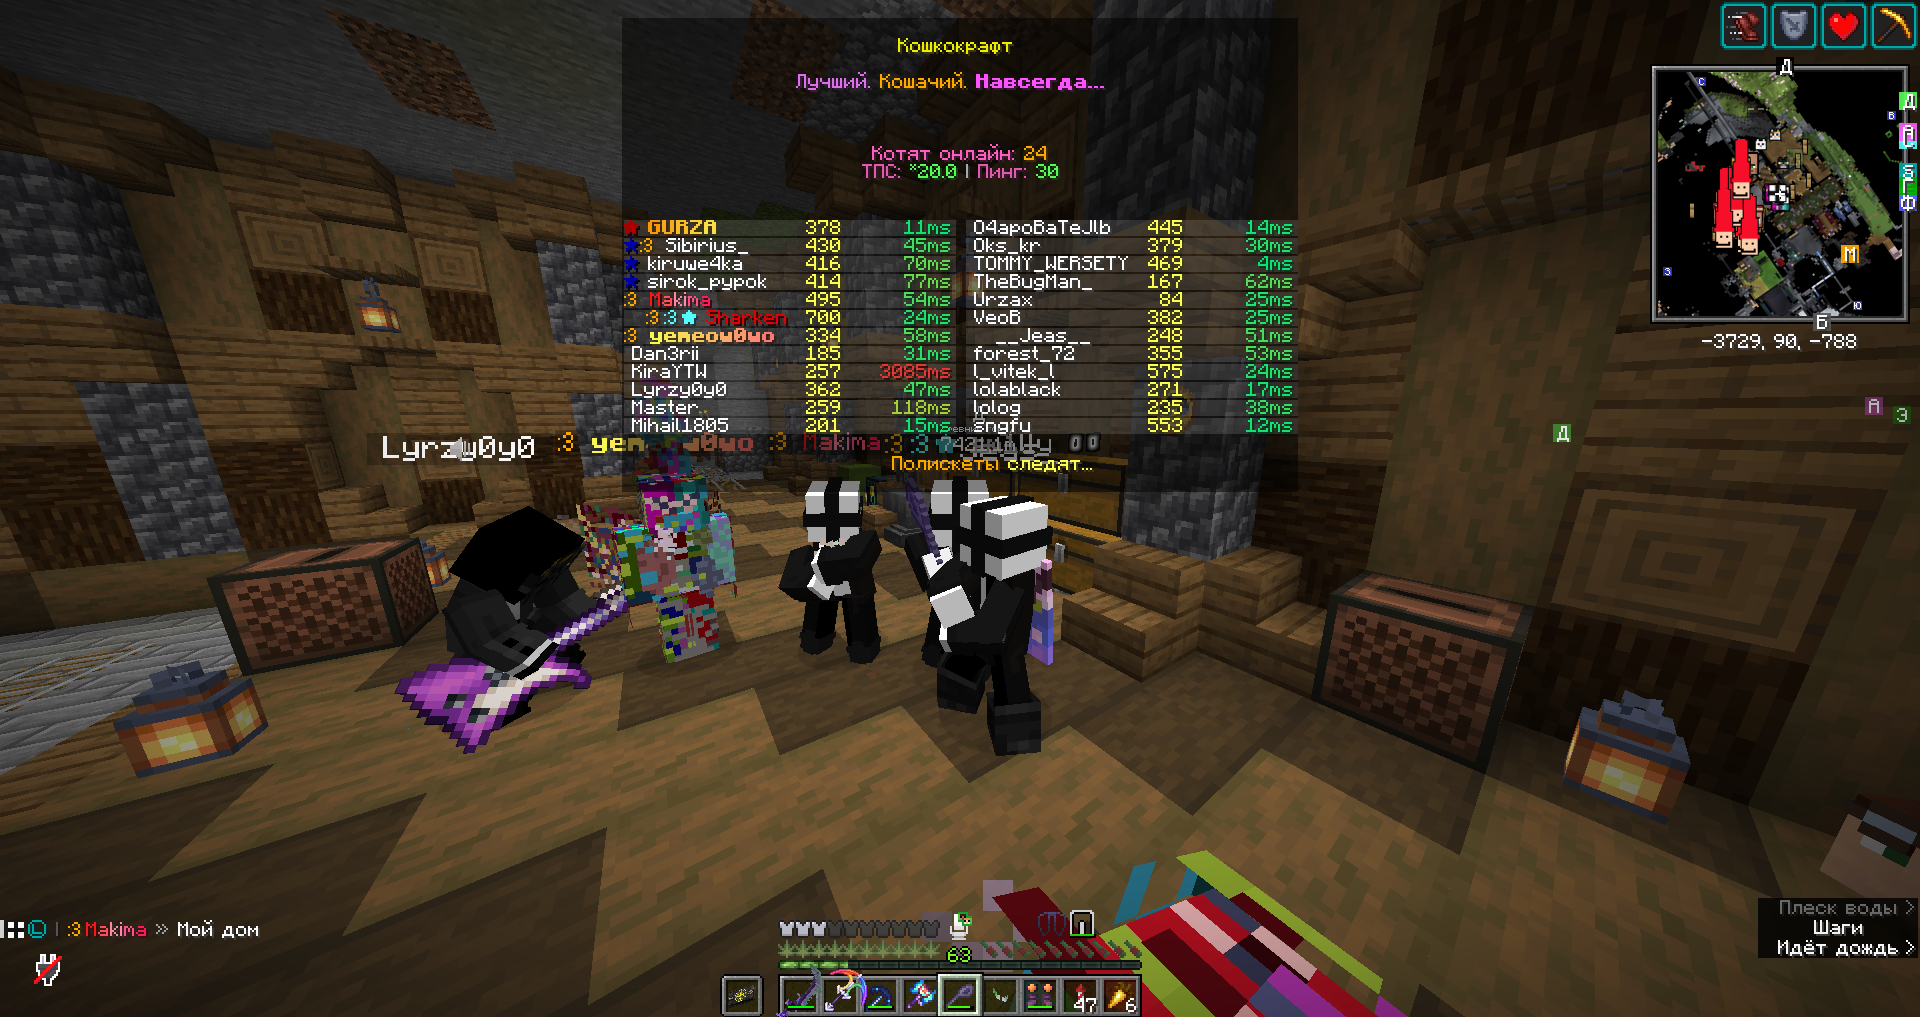 Кошкокрафт
Лучший. Кошачий. Навсегда...
Котят онлайн: 24
ТПС: *20.0 | Пинг: 30
GURZA 378 11ms O4apoBaTeJlb 445 14ms
:3 Sibirius_ 430 45ms Oks_kr 379 30ms
kiruwe4ka 416 70ms TOMMY_WERSETY 469 4ms
sirok_pypok 414 77ms TheBugMan_ 167 62ms
:3 Makima 495 54ms Urzax 84 25ms
:3 :3 Sharken 700 24ms VeoB 382 25ms
:3 yemeow0wo 334 58ms __Jeas__ 248 51ms
Dan3rii 185 31ms forest_72 355 53ms
KiraYTW 257 3085ms l_vitek_l 575 24ms
Lyrzy0y0 362 47ms lolablack 271 17ms
Master 259 118ms lolog 235 38ms
Mihail1805 201 15ms sngfu 553 12ms
Lyrzy0y0 :3 :3 Makima :3 :3
Полискеты следят...
Д
С
Д
В
А
З
Г
Ф
М
З
Ю
Б
-3729, 90, -788
А
З
Д
L | :3 Makima » Мой дом
63
47
6
Плеск воды >
Шаги
Идёт дождь >